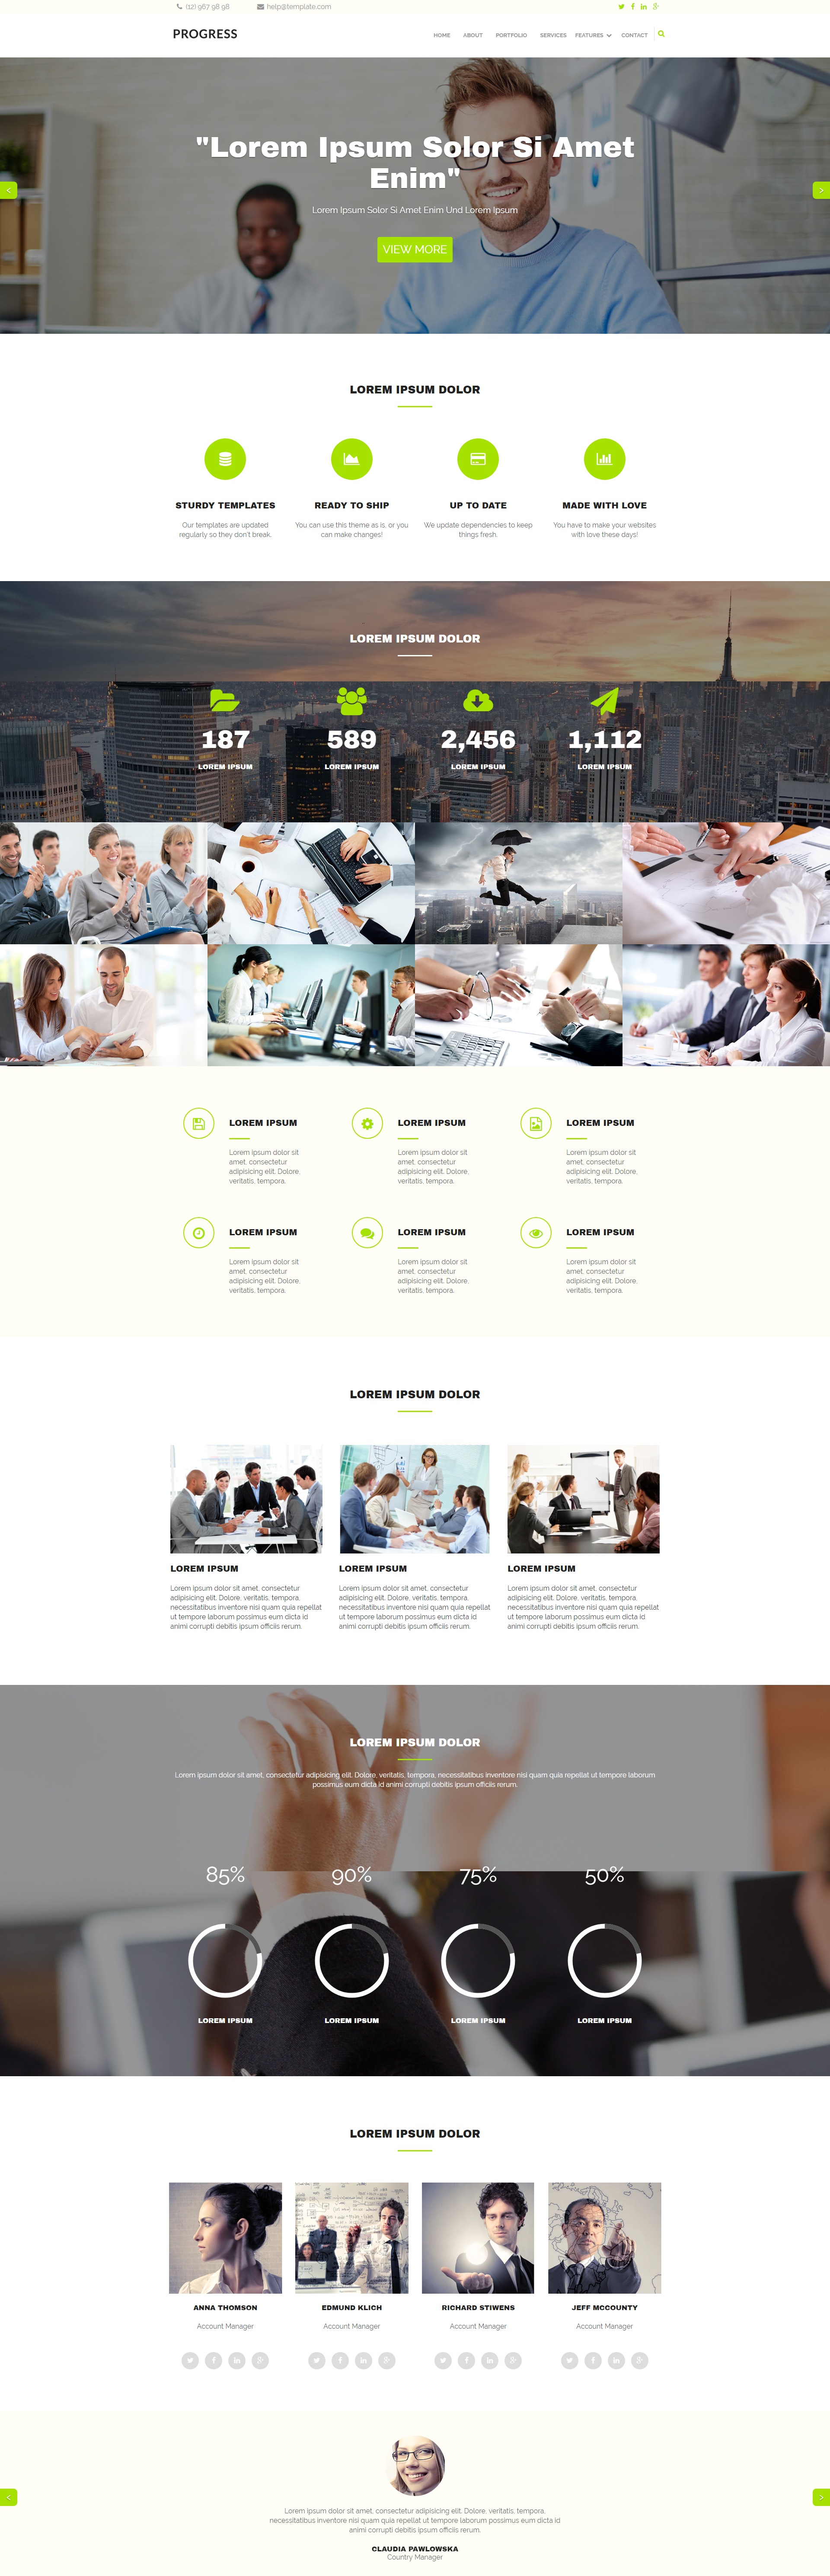 (12) 967 98 98 help@template.com
PROGRESS
HOME ABOUT PORTFOLIO SERVICES FEATURES CONTACT
"Lorem Ipsum Solor Si Amet
Enim"
Lorem Ipsum Solor Si Amet Enim Und Lorem Ipsum
VIEW MORE
LOREM IPSUM DOLOR
STURDY TEMPLATES
Our templates are updated
regularly so they don't break.
READY TO SHIP
You can use this theme as is, or you
can make changes!
UP TO DATE
We update dependencies to keep
things fresh.
MADE WITH LOVE
You have to make your websites
with love these days!
LOREM IPSUM DOLOR
187
LOREM IPSUM
589
LOREM IPSUM
2,456
LOREM IPSUM
1,112
LOREM IPSUM
LOREM IPSUM
Lorem ipsum dolor sit
amet, consectetur
adipisicing elit. Dolore,
veritatis, tempora.
LOREM IPSUM
Lorem ipsum dolor sit
amet, consectetur
adipisicing elit. Dolore,
veritatis, tempora.
LOREM IPSUM
Lorem ipsum dolor sit
amet, consectetur
adipisicing elit. Dolore,
veritatis, tempora.
LOREM IPSUM
Lorem ipsum dolor sit
amet, consectetur
adipisicing elit. Dolore,
veritatis, tempora.
LOREM IPSUM
Lorem ipsum dolor sit
amet, consectetur
adipisicing elit. Dolore,
veritatis, tempora.
LOREM IPSUM
Lorem ipsum dolor sit
amet, consectetur
adipisicing elit. Dolore,
veritatis, tempora.
LOREM IPSUM DOLOR
LOREM IPSUM
Lorem ipsum dolor sit amet, consectetur
adipisicing elit. Dolore, veritatis, tempora,
necessitatibus inventore nisi quam quia repellat
ut tempore laborum possimus eum dicta id
animi corrupti debitis ipsum officiis rerum.
LOREM IPSUM
Lorem ipsum dolor sit amet, consectetur
adipisicing elit. Dolore, veritatis, tempora,
necessitatibus inventore nisi quam quia repellat
ut tempore laborum possimus eum dicta id
animi corrupti debitis ipsum officiis rerum.
LOREM IPSUM
Lorem ipsum dolor sit amet, consectetur
adipisicing elit. Dolore, veritatis, tempora,
necessitatibus inventore nisi quam quia repellat
ut tempore laborum possimus eum dicta id
animi corrupti debitis ipsum officiis rerum.
LOREM IPSUM DOLOR
Lorem ipsum dolor sit amet, consectetur adipisicing elit. Dolore, veritatis, tempora, necessitatibus inventore nisi quam quia repellat ut tempore laborum
possimus eum dicta id animi corrupti debitis ipsum officiis rerum.
85% 90% 75% 50%
LOREM IPSUM LOREM IPSUM LOREM IPSUM LOREM IPSUM
LOREM IPSUM DOLOR
ANNA THOMSON
Account Manager
EDMUND KLICH
Account Manager
RICHARD STIWENS
Account Manager
JEFF MCCOUNTY
Account Manager
Lorem ipsum dolor sit amet, consectetur adipisicing elit. Dolore, veritatis, tempora,
necessitatibus inventore nisi quam quia repellat ut tempore laborum possimus eum dicta id
animi corrupti debitis ipsum officiis rerum.
CLAUDIA PAWLOWSKA
Country Manager